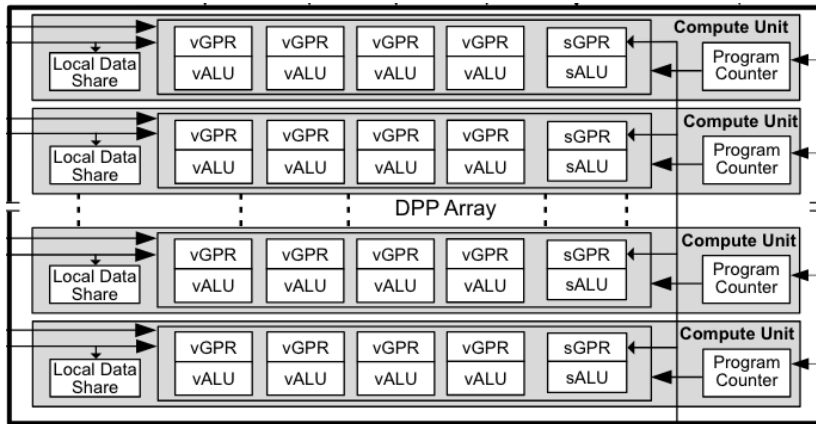 Compute Unit
vGPR vGPR vGPR vGPR sGPR
Local Data Share
vALU vALU vALU vALU sALU
Program Counter
Compute Unit
vGPR vGPR vGPR vGPR sGPR
Local Data Share
vALU vALU vALU vALU sALU
Program Counter
DPP Array
Compute Unit
vGPR vGPR vGPR vGPR sGPR
Local Data Share
vALU vALU vALU vALU sALU
Program Counter
Compute Unit
vGPR vGPR vGPR vGPR sGPR
Local Data Share
vALU vALU vALU vALU sALU
Program Counter